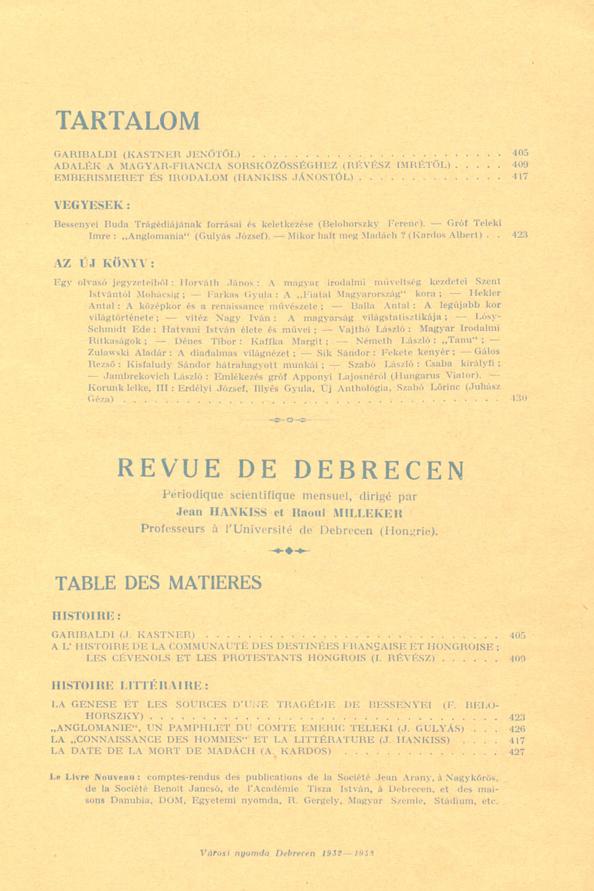 TARTALOM
GARIBALDI (KASTNER JENŐTŐL) . . . . . . . . . . . . . . . . . . . . . . . 405
ADALÉK A MAGYAR-FRANCIA SORSKÖZÖSSÉGHEZ (RÉVÉSZ IMRÉTŐL) . . . . . 409
EMBERISMERET ÉS IRODALOM (HANKISS JÁNOSTÓL) . . . . . . . . . . . . . 417
VEGYESEK :
Bessenyei Buda Trágédiájának forrásai és keletkezése (Belohorszky Ferenc). — Gróf Teleki
Imre : „Anglomania" (Gulyás József). — Mikor halt meg Madách ? (Kardos Albert) . . 423
AZ ÚJ KÖNYV :
Egy olvasó jegyzeteiből : Horváth János : A magyar irodalmi műveltség kezdetei Szent
Istvántól Mohácsig ; — Farkas Gyula : A „Fiatal Magyarország" kora ; — Hekler
Antal : A középkor és a renaissance művészete ; — Balla Antal : A legújabb kor
világtörténete ; — vitéz Nagy Iván : A magyarság világstatisztikája ; — Lósy-
Schmidt Ede : Hatvani István élete és művei ; — Vajthó László : Magyar Irodalmi
Ritkaságok ; — Dénes Tibor : Kaffka Margit ; — Németh László : „Tanu" ; —
Zulawski Aladár : A diadalmas világnézet ; — Sík Sándor : Fekete kenyér ; — Gálos
Rezső : Kisfaludy Sándor hátrahagyott munkái ; — Szabó László : Csaba királyfi ;
— Jambrekovich László : Emlékezés gróf Apponyi Lajosnéról (Hungarus Viator). —
Korunk lelke, III : Erdélyi József, Illyés Gyula, Új Anthológia, Szabó Lőrinc (Juhász
Géza) . . . . . . . . . . . . . . . . . . . . . . . . . . . . . . 430
REVUE DE DEBRECEN
Périodique scientifique mensuel, dirigé par
Jean HANKISS et Raoul MILLEKER
Professeurs à l'Université de Debrecen (Hongrie).
TABLE DES MATIERES
HISTOIRE :
GARIBALDI (J. KASTNER) . . . . . . . . . . . . . . . . . . . . . . . . . . 405
A L' HISTOIRE DE LA COMMUNAUTÉ DES DESTINÉES FRANÇAISE ET HONGROISE ;
LES CÉVENOLS ET LES PROTESTANTS HONGROIS (I. RÉVÉSZ) . . . . . . 409
HISTOIRE LITTÉRAIRE :
LA GENESE ET LES SOURCES D'UNE TRAGÉDIE DE BESSENYEI (F. BELO-
HORSZKY) . . . . . . . . . . . . . . . . . . . . . . . . . . . . 423
„ANGLOMANIE", UN PAMPHLET DU COMTE EMERIC TELEKI (J. GULYÁS) . . . 426
LA „CONNAISSANCE DES HOMMES" ET LA LITTÉRATURE (J. HANKISS) . . . . 417
LA DATE DE LA MORT DE MADÁCH (A. KARDOS) . . . . . . . . . . . . . 427
Le Livre Nouveau : comptes-rendus des publications de la Société Jean Arany, à Nagykőrös,
de la Société Benoit Jancsó, de l'Académie Tisza István, à Debrecen, et des mai-
sons Danubia, DOM, Egyetemi nyomda, R. Gergely, Magyar Szemle, Stádium, etc.
Városi nyomda Debrecen 1932—1933